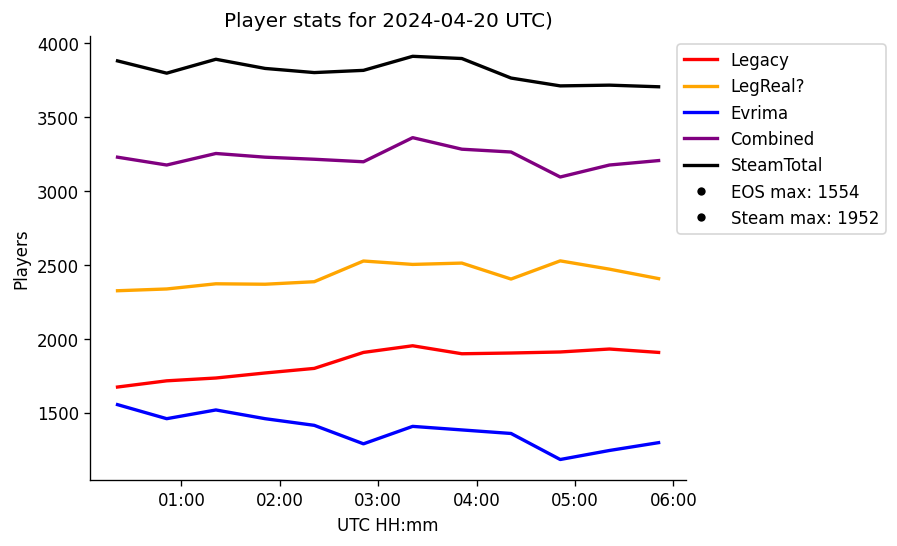 Player stats for 2024-04-20 UTC)
4000
3500
3000
2500
2000
1500
Players
01:00 02:00 03:00 04:00 05:00 06:00
UTC HH:mm
Legacy
LegReal?
Evrima
Combined
SteamTotal
EOS max: 1554
Steam max: 1952